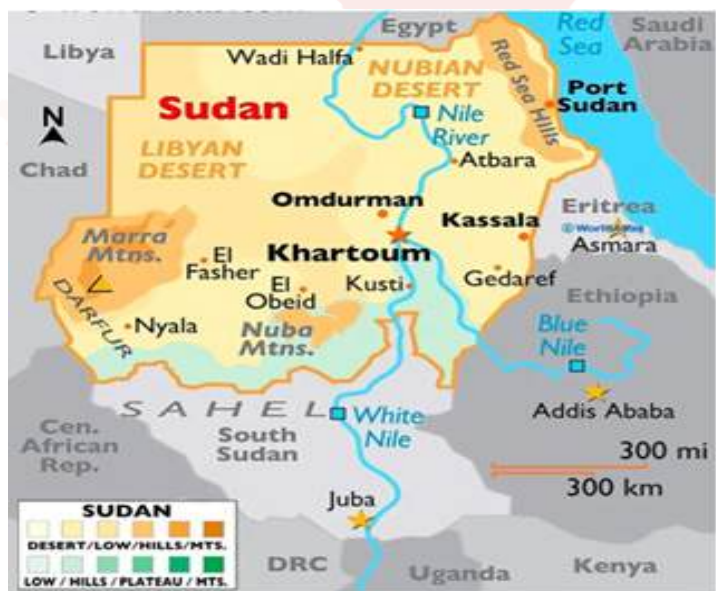 Egypt
Red
Sea
Saudi
Arabia
Libya
Wadi Halfa
NUBIAN
DESERT
Red Sea Hills
Port
Sudan
Sudan
N
Nile
River
LIBYAN
DESERT
Chad
Atbara
Omdurman
Kassala
Eritrea
Asmara
Marra
Mtns.
El
Fasher
Khartoum
El
Obeid
Kusti
Gedaref
Ethiopia
DARFUR
Nyala
Nuba
Mtns.
Blue
Nile
SAHEL
White
Nile
Addis Ababa
Cen.
African
Rep.
South
Sudan
300 mi
300 km
Juba
SUDAN
DESERT/LOW/HILLS/MTS.
LOW / HILLS / PLATEAU / MTS.
DRC
Uganda
Kenya